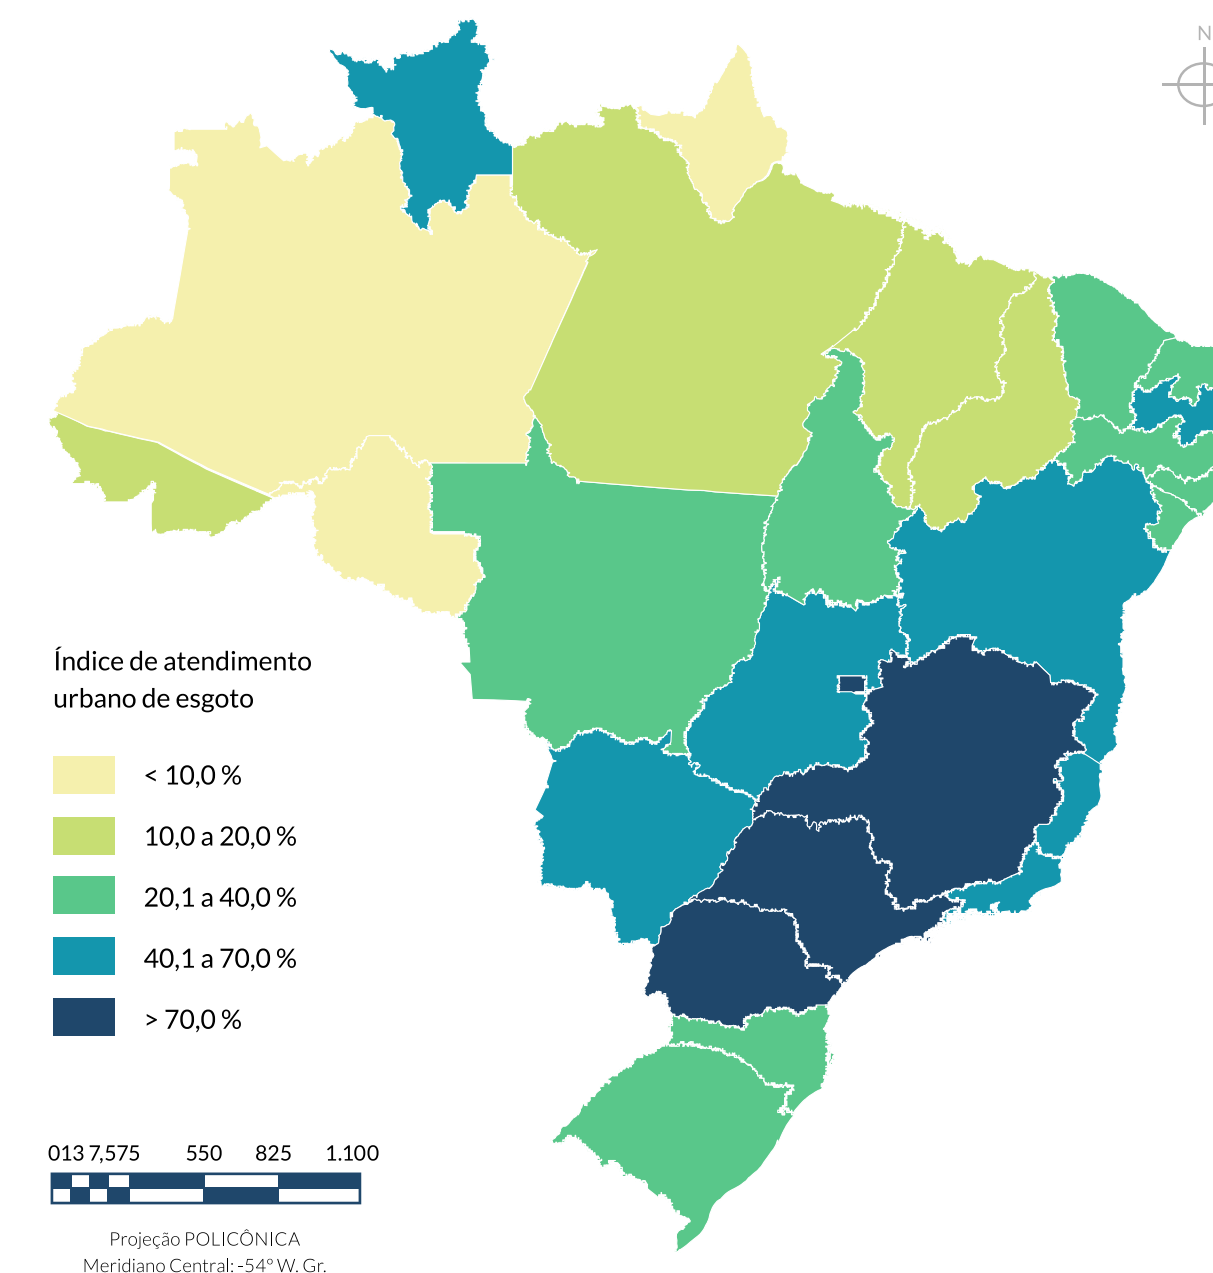 N
Índice de atendimento
urbano de esgoto
< 10,0 %
10,0 a 20,0 %
20,1 a 40,0 %
40,1 a 70,0 %
> 70,0 %
013 7,575 550 825 1.100
Projeção POLICÔNICA
Meridiano Central: -54° W. Gr.